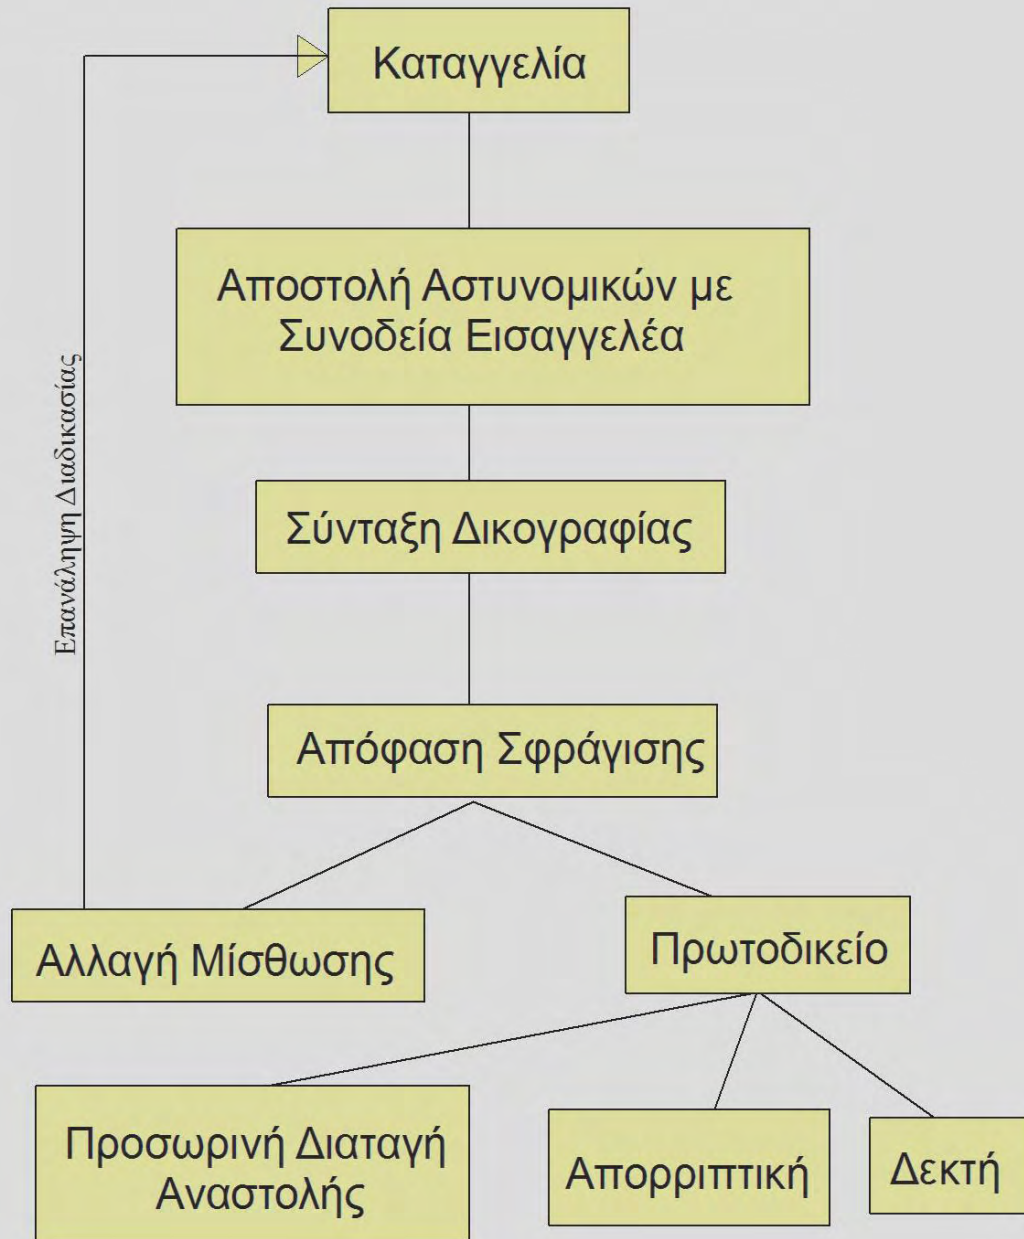 Καταγγελία
Αποστολή Αστυνομικών με
Συνοδεία Εισαγγελέα
Επανάληψη Διαδικασίας
Σύνταξη Δικογραφίας
Απόφαση Σφράγισης
Αλλαγή Μίσθωσης
Πρωτοδικείο
Προσωρινή Διαταγή
Αναστολής
Απορριπτική
Δεκτή